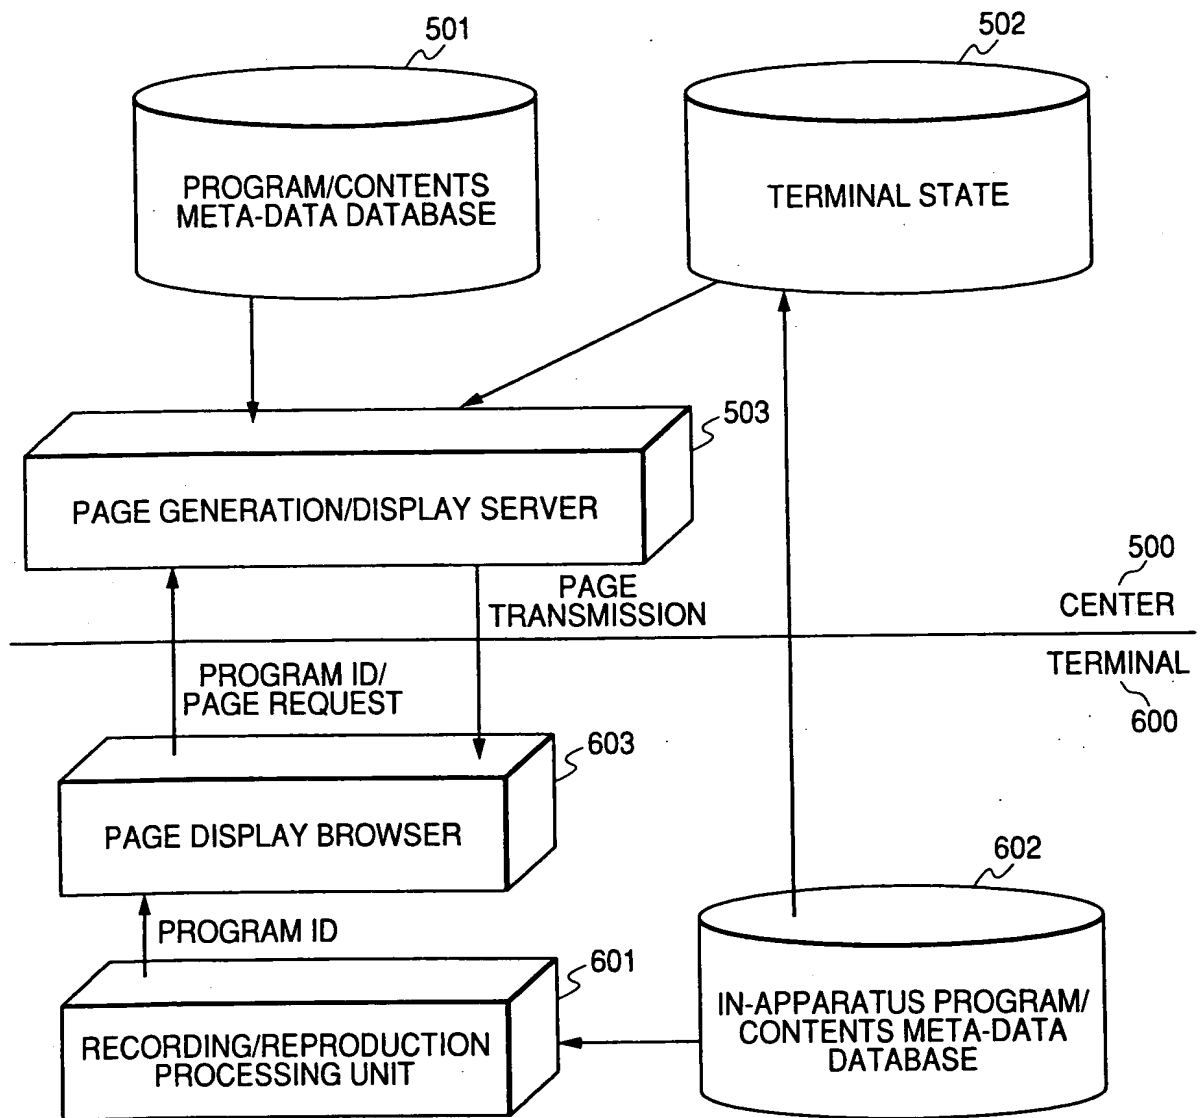 501
502
PROGRAM/CONTENTS
META-DATA DATABASE
TERMINAL STATE
503
PAGE GENERATION/DISPLAY SERVER
500
CENTER
PAGE
TRANSMISSION
TERMINAL
600
PROGRAM ID/
PAGE REQUEST
603
PAGE DISPLAY BROWSER
602
PROGRAM ID
601
RECORDING/REPRODUCTION
PROCESSING UNIT
IN-APPARATUS PROGRAM/
CONTENTS META-DATA
DATABASE